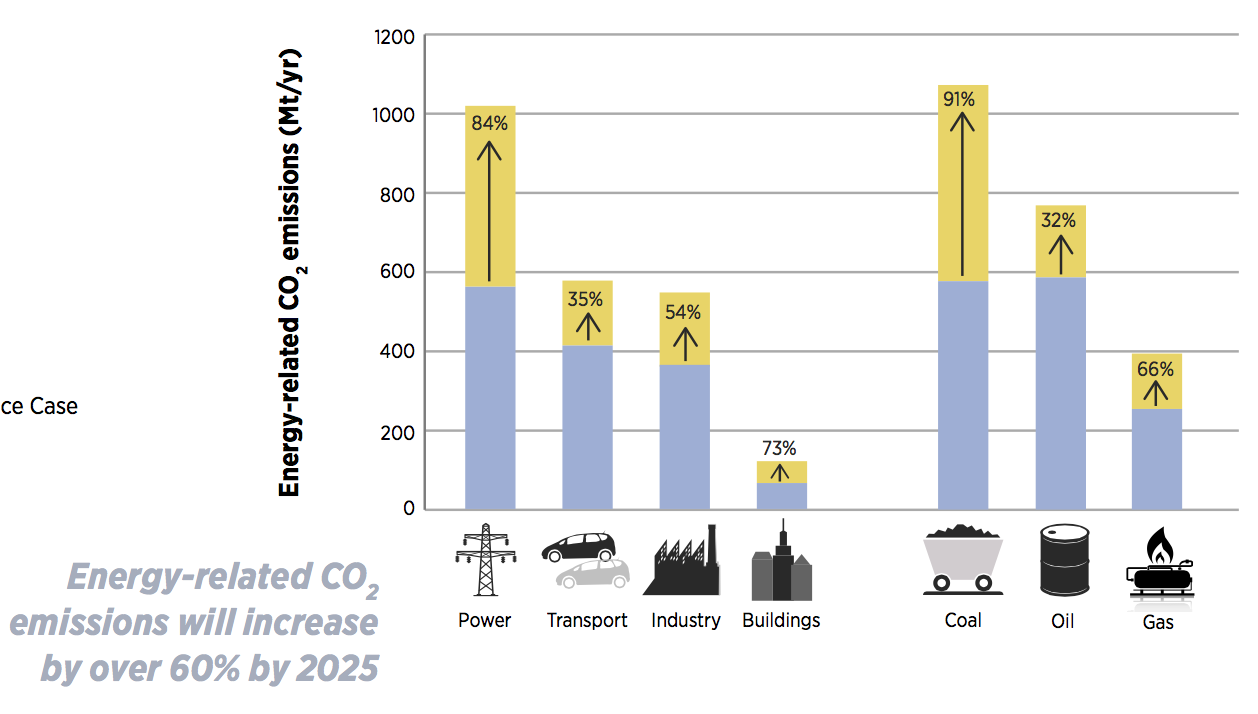 Energy-related CO₂ emissions (Mt/yr)
1200
1000
800
600
400
200
0
84%
35%
54%
73%
91%
32%
66%
Power
Transport
Industry
Buildings
Coal
Oil
Gas
ce Case
Energy-related CO₂
emissions will increase
by over 60% by 2025